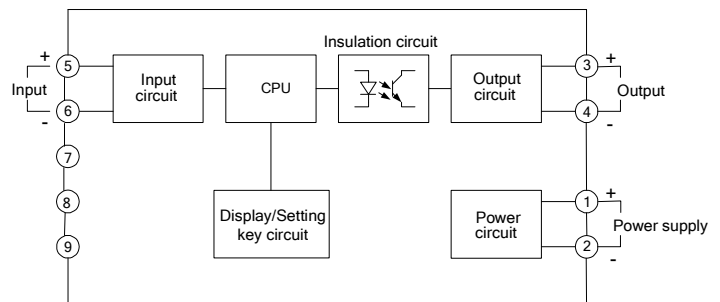 Insulation circuit
+
5
Input
6
-
7
8
9
Input
circuit
CPU
Output
circuit
3
+
4
-
Output
Display/Setting
key circuit
Power
circuit
1
+
2
-
Power supply